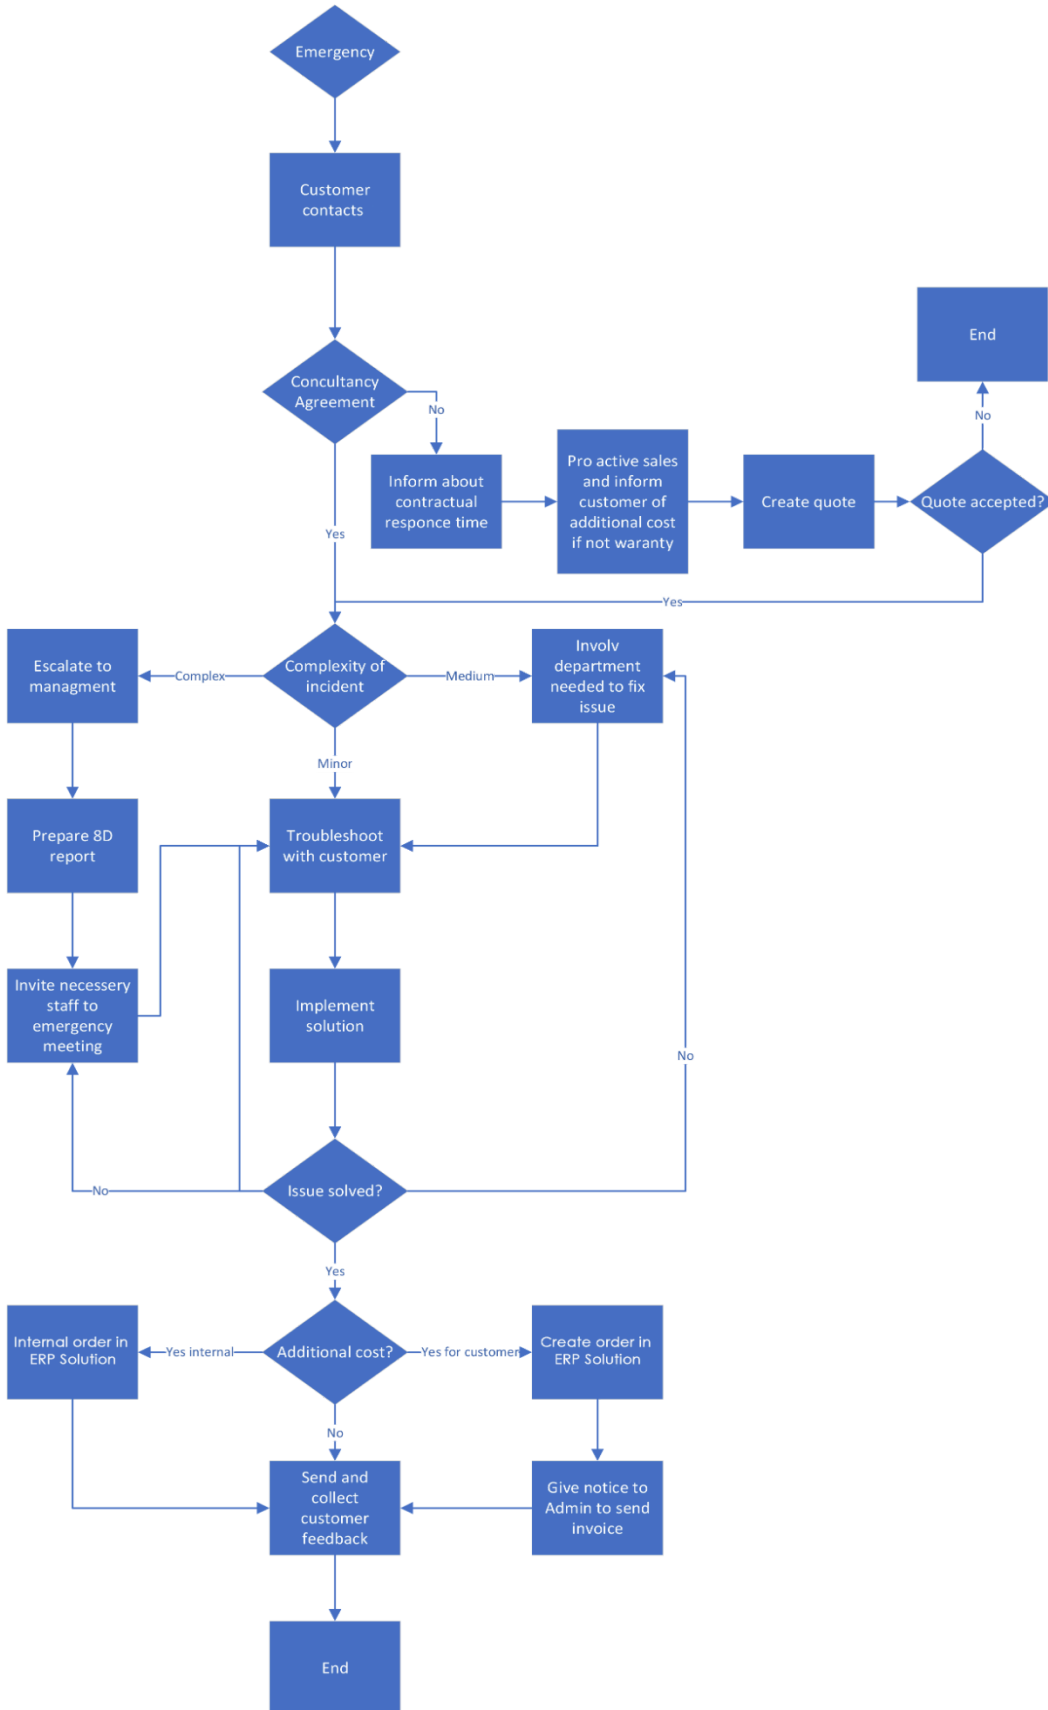 Emergency
Customer
contacts
Concultancy
Agreement
No
Inform about
contractual
responce time
Pro active sales
and inform
customer of
additional cost
if not waranty
Create quote
Quote accepted?
No
End
Yes
Yes
Complexity of
incident
Complex
Escalate to
managment
Medium
Involv
department
needed to fix
issue
Minor
Prepare 8D
report
Troubleshoot
with customer
Invite necessery
staff to
emergency
meeting
Implement
solution
No
Issue solved?
No
Yes
Additional cost?
Yes internal
Internal order in
ERP Solution
Yes for customer
Create order in
ERP Solution
No
Send and
collect
customer
feedback
Give notice to
Admin to send
invoice
End